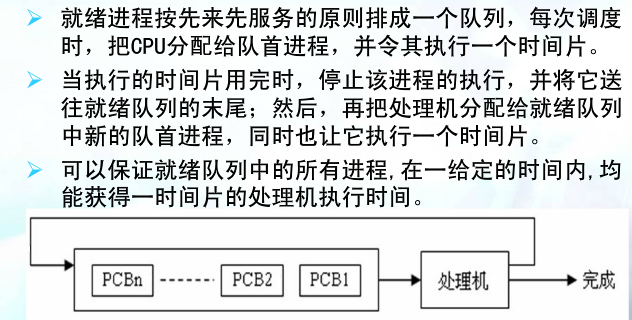 就绪进程按先来先服务的原则排成一个队列，每次调度
时，把CPU分配给队首进程，并令其执行一个时间片。
当执行的时间片用完时，停止该进程的执行，并将它送
往就绪队列的末尾；然后，再把处理机分配给就绪队列
中新的队首进程，同时也让它执行一个时间片。
可以保证就绪队列中的所有进程,在一给定的时间内,均
能获得一时间片的处理机执行时间。
PCBn PCB2 PCB1 处理机 完成